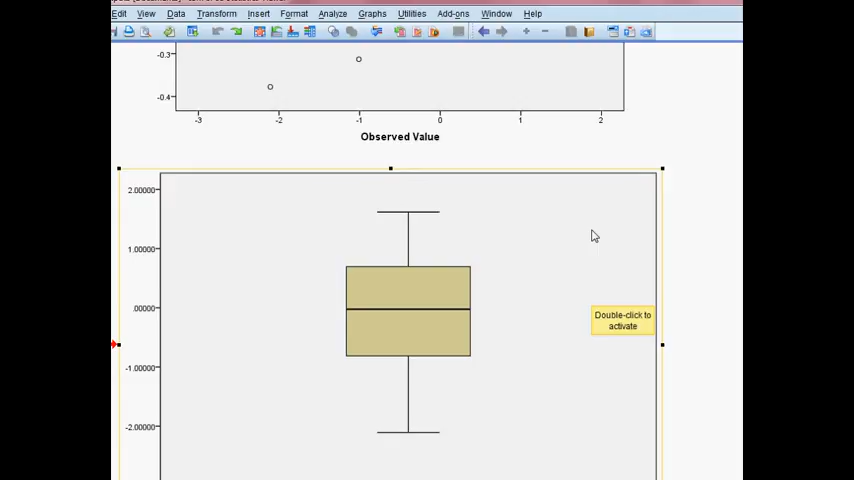 Edit View Data Transform Insert Format Analyze Graphs Utilities Add-ons Window Help
-0.3
-0.4
-3 -2 -1 0 1 2
Observed Value
2.00000
1.00000
.00000
-1.00000
-2.00000
Double-click to
activate